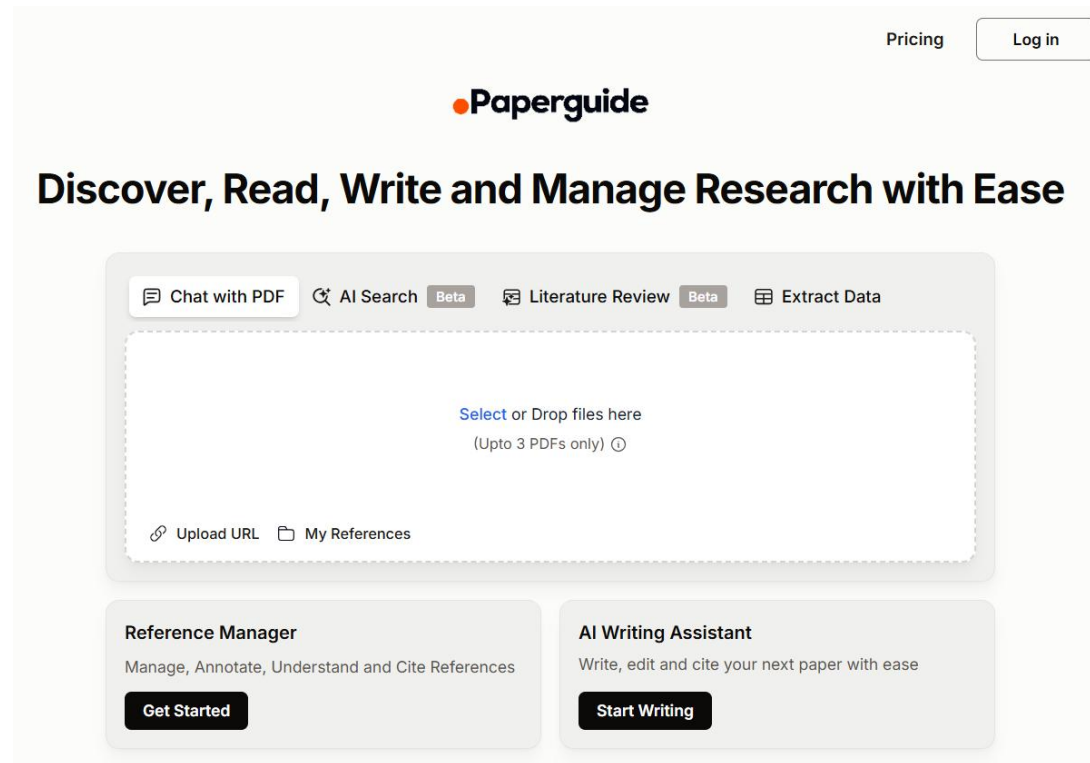 Pricing
Log in
Paperguide
Discover, Read, Write and Manage Research with Ease
Chat with PDF
AI Search Beta
Literature Review Beta
Extract Data
Select or Drop files here
(Upto 3 PDFs only)
Upload URL
My References
Reference Manager
Manage, Annotate, Understand and Cite References
Get Started
AI Writing Assistant
Write, edit and cite your next paper with ease
Start Writing